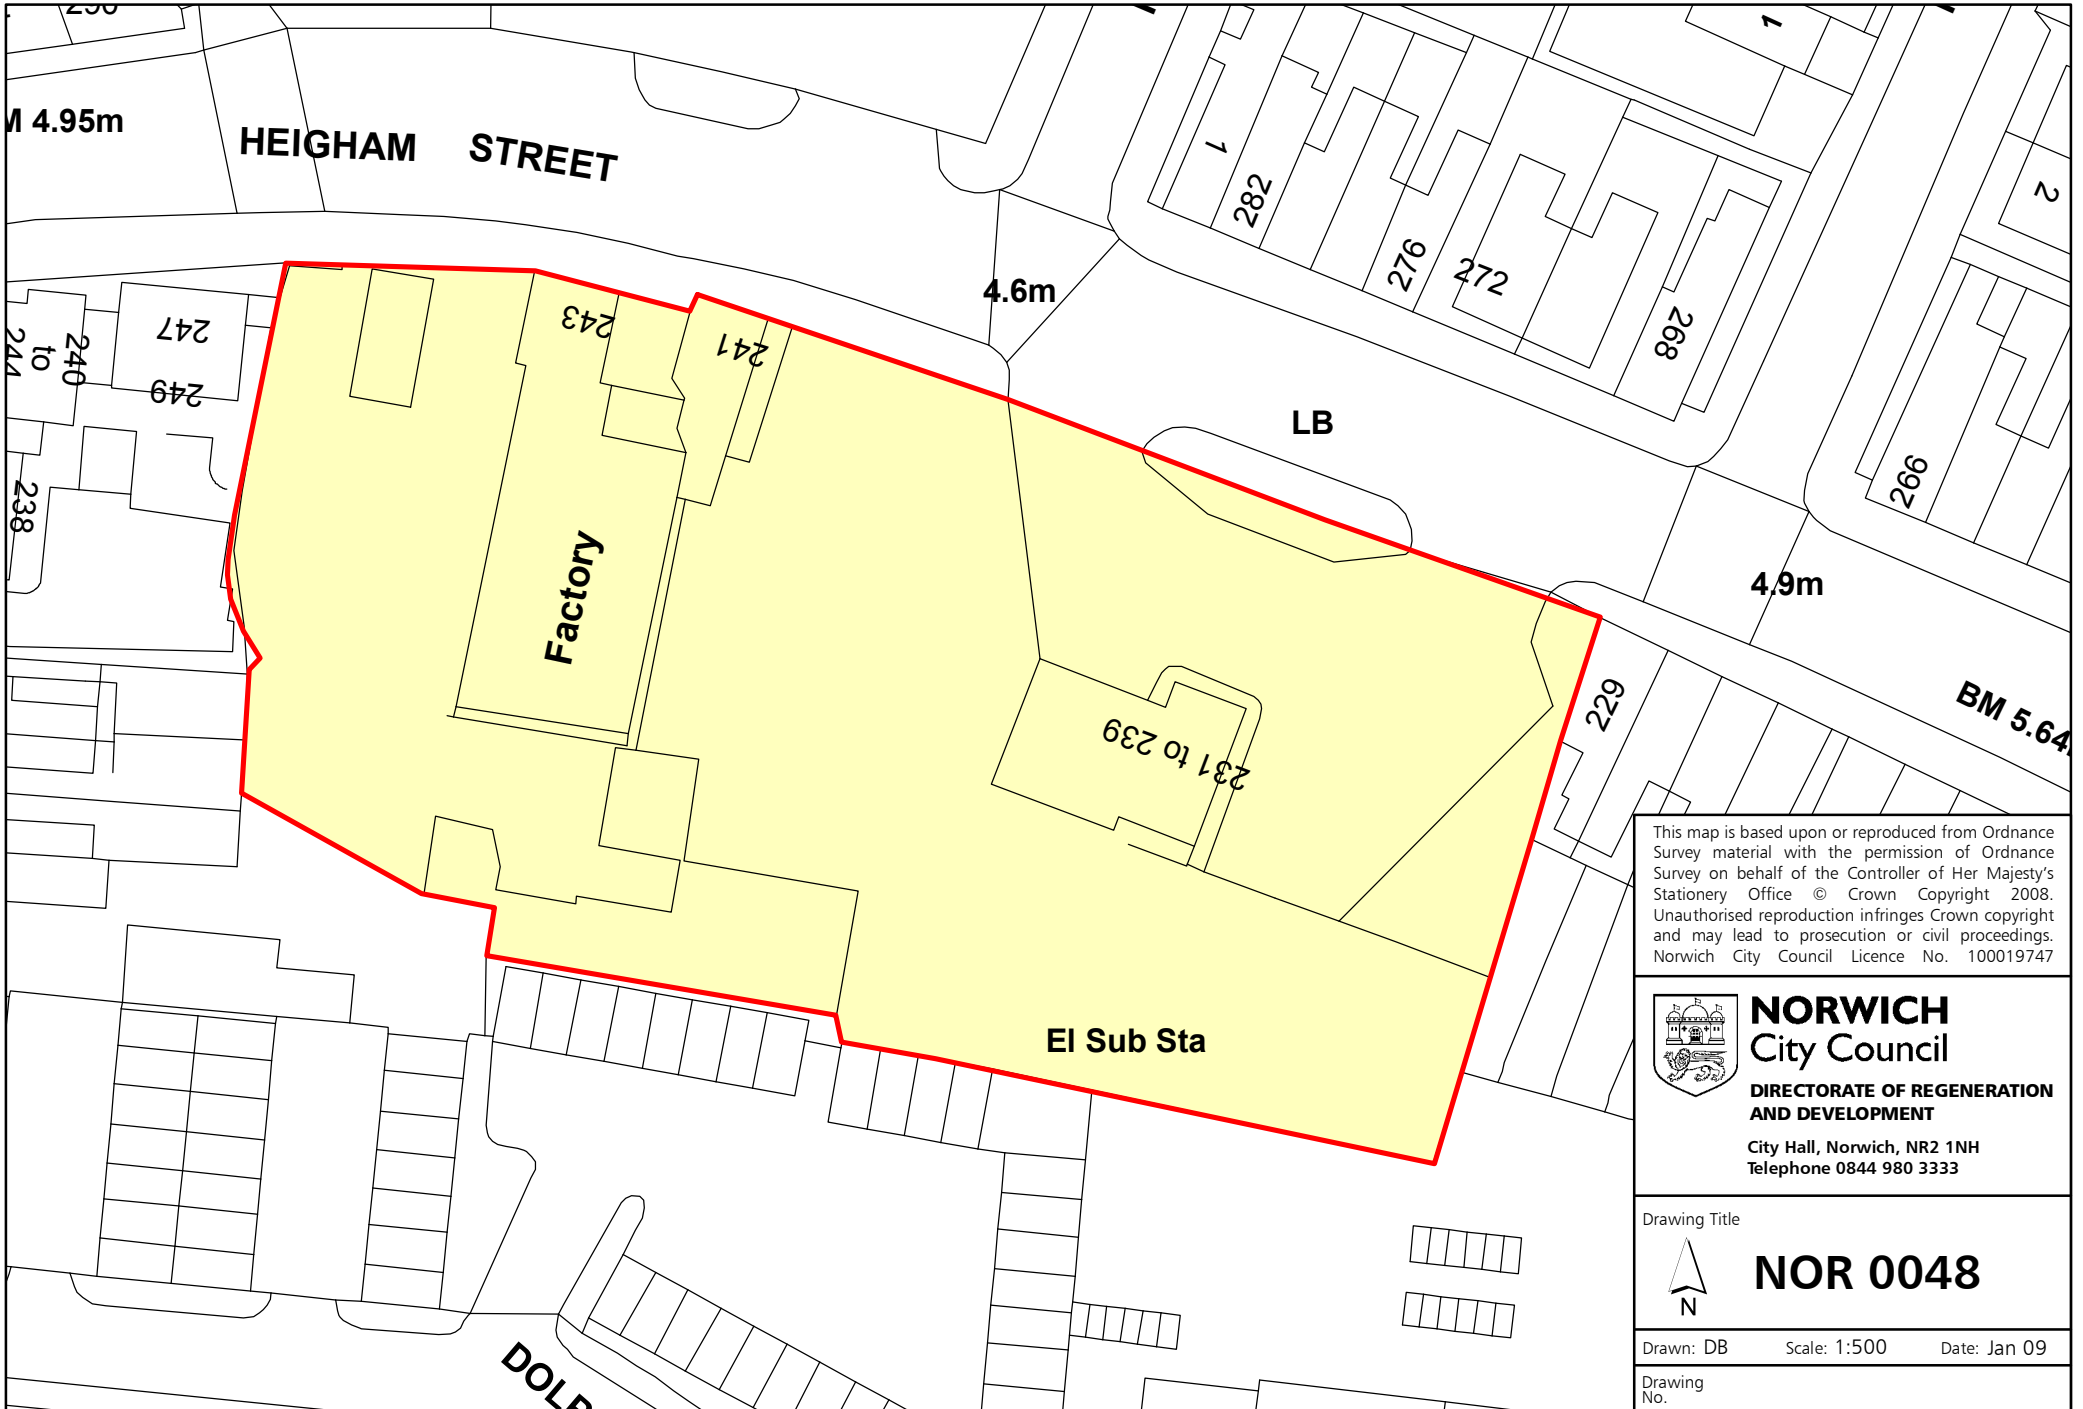 M 4.95m
HEIGHAM STREET
1
1
282
276
272
268
2
266
4.6m
LB
4.9m
BM 5.64
247
249
240
to
244
238
243
241
Factory
231 to 239
229
El Sub Sta
This map is based upon or reproduced from Ordnance
Survey material with the permission of Ordnance
Survey on behalf of the Controller of Her Majesty's
Stationery Office © Crown Copyright 2008.
Unauthorised reproduction infringes Crown copyright
and may lead to prosecution or civil proceedings.
Norwich City Council Licence No. 100019747
NORWICH
City Council
DIRECTORATE OF REGENERATION
AND DEVELOPMENT
City Hall, Norwich, NR2 1NH
Telephone 0844 980 3333
Drawing Title
N
NOR 0048
Drawn: DB Scale: 1:500 Date: Jan 09
Drawing
No.